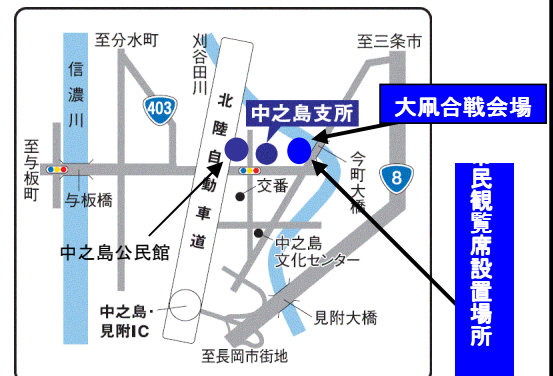 至分水町
刈谷田川
至三条市
信濃川
403
北陸自動車道
中之島支所
大凧合戦会場
至与板町
今町大橋
8
与板橋
交番
民観覧席設置場所
中之島公民館
中之島
文化センター
中之島・
見附IC
見附大橋
至長岡市街地